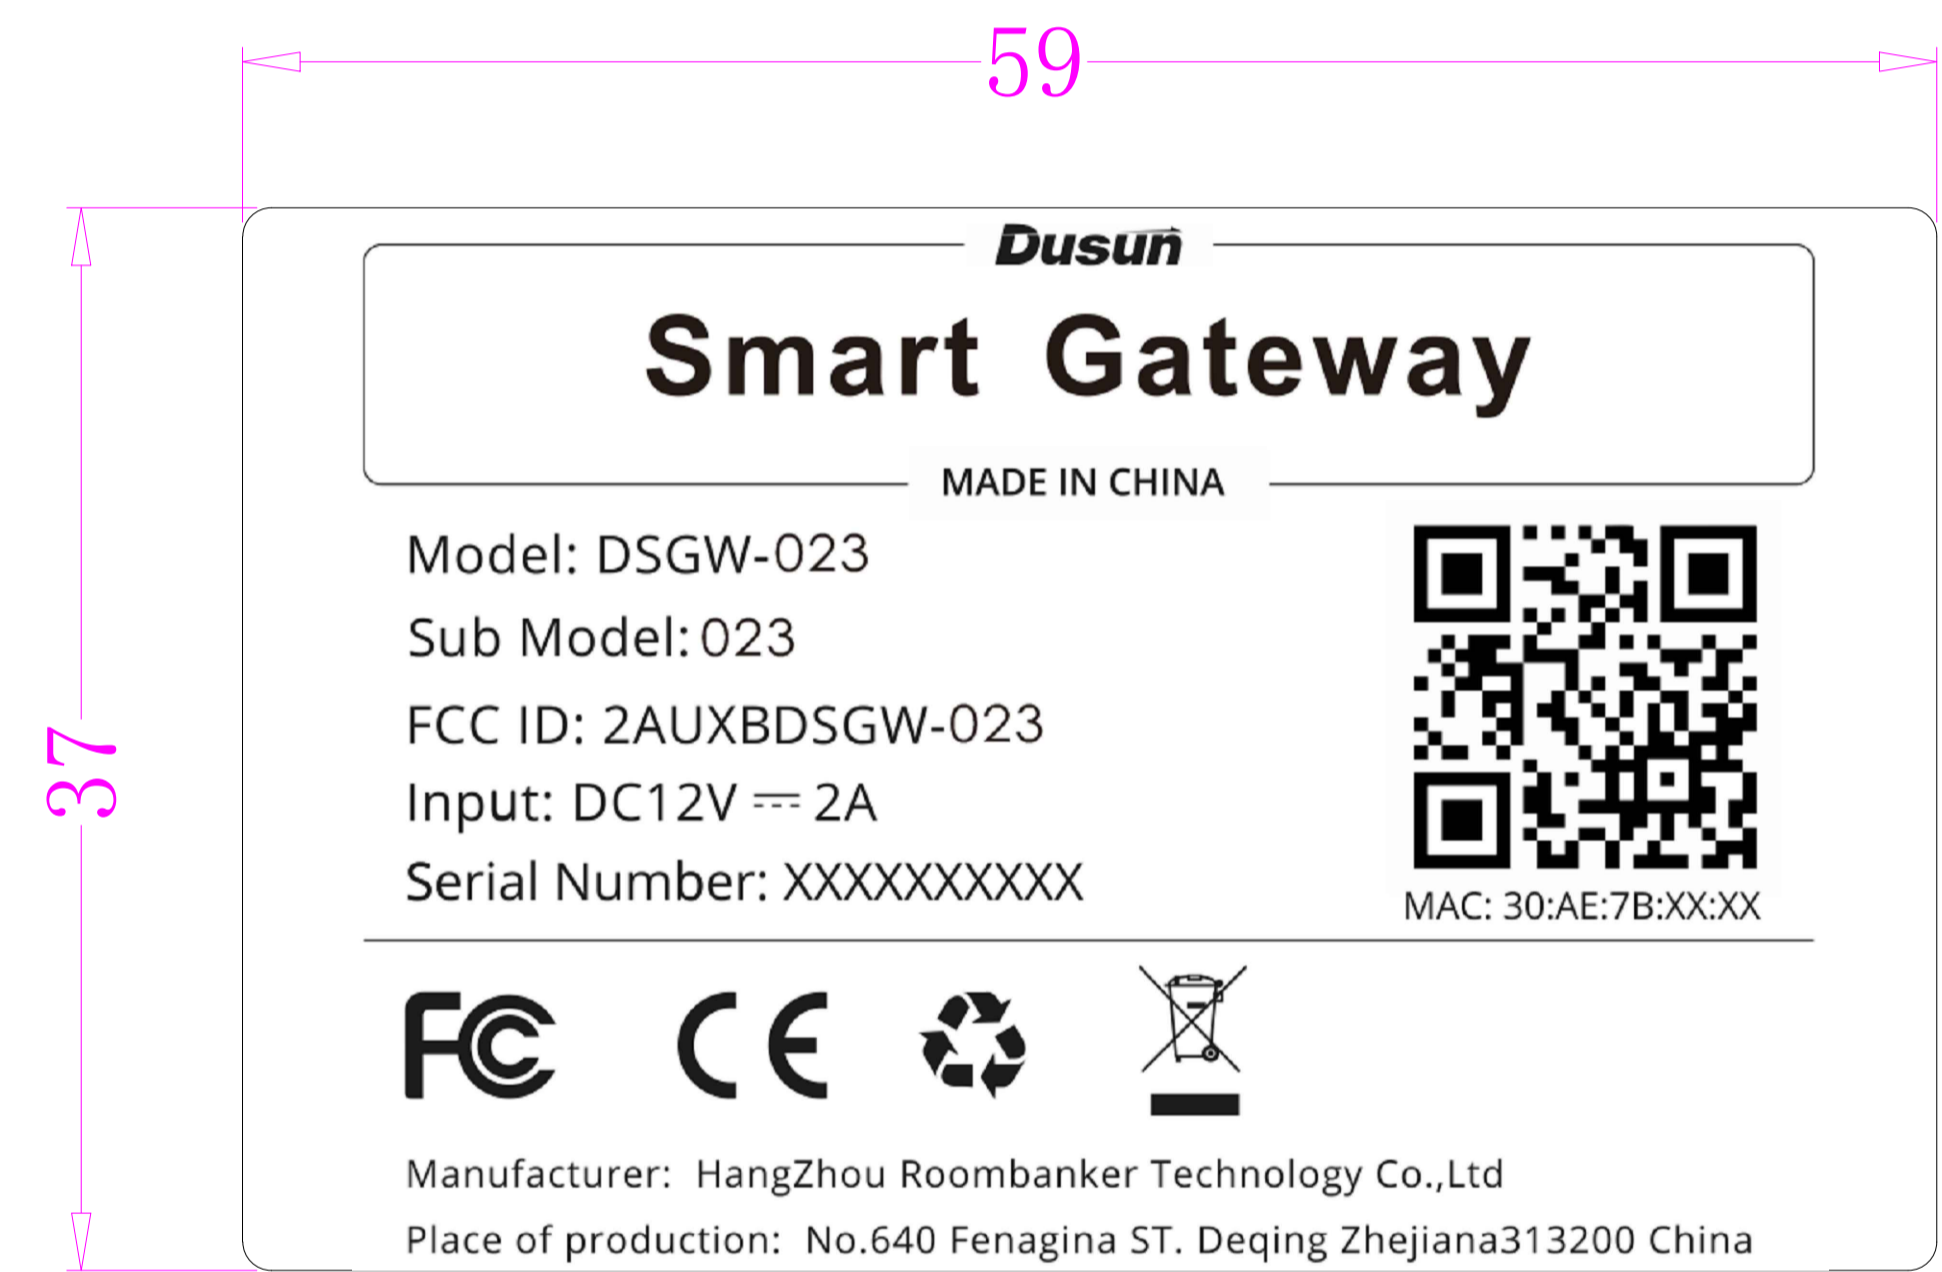 59
37
Dusun
Smart Gateway
MADE IN CHINA
Model: DSGW-023
Sub Model: 023
FCC ID: 2AUXBDSGW-023
Input: DC12V ⎓ 2A
Serial Number: XXXXXXXXXX
MAC: 30:AE:7B:XX:XX
FC CE
Manufacturer: HangZhou Roombanker Technology Co.,Ltd
Place of production: No.640 Fenagina ST. Deqing Zhejiana313200 China